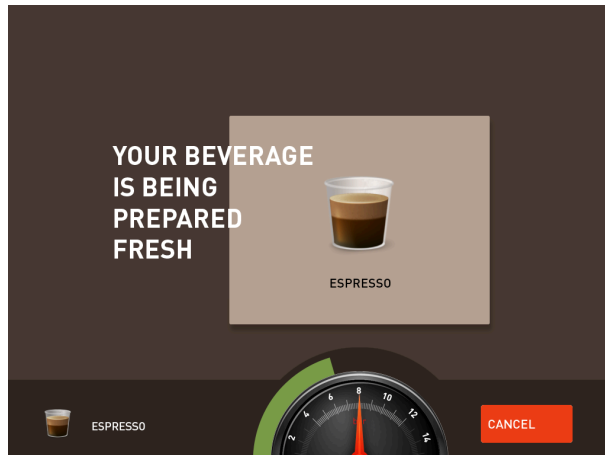 YOUR BEVERAGE
IS BEING
PREPARED
FRESH
ESPRESSO
2
4
6
8
10
12
14
ESPRESSO
CANCEL